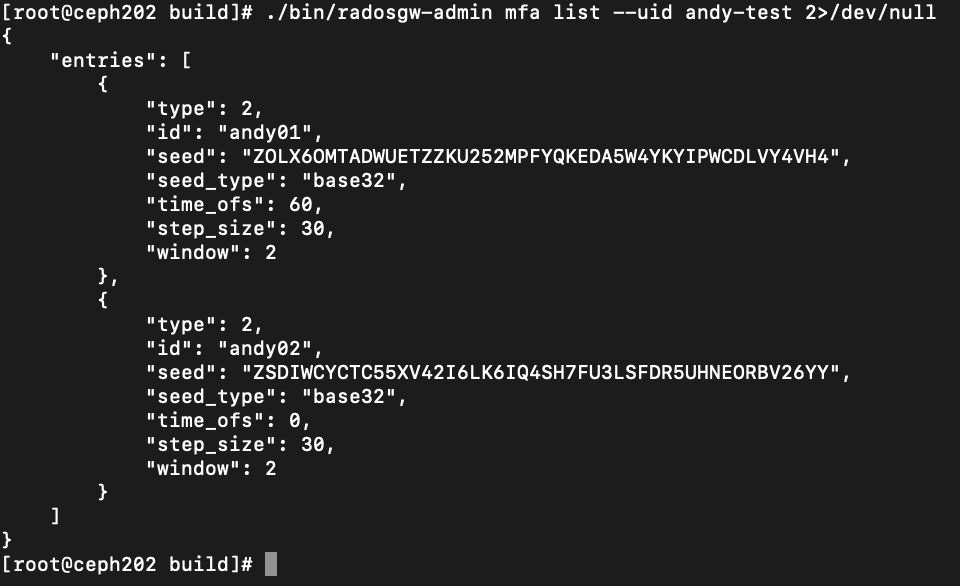 [root@ceph202 build]# ./bin/radosgw-admin mfa list --uid andy-test 2>/dev/null
{
    "entries": [
        {
            "type": 2,
            "id": "andy01",
            "seed": "ZOLX6OMTADWUETZZKU252MPFYQKEDA5W4YKYIPWCDLVY4VH4",
            "seed_type": "base32",
            "time_ofs": 60,
            "step_size": 30,
            "window": 2
        },
        {
            "type": 2,
            "id": "andy02",
            "seed": "ZSDIWCYCTC55XV42I6LK6IQ4SH7FU3LSFDR5UHNEORBV26YY",
            "seed_type": "base32",
            "time_ofs": 0,
            "step_size": 30,
            "window": 2
        }
    ]
}
[root@ceph202 build]#